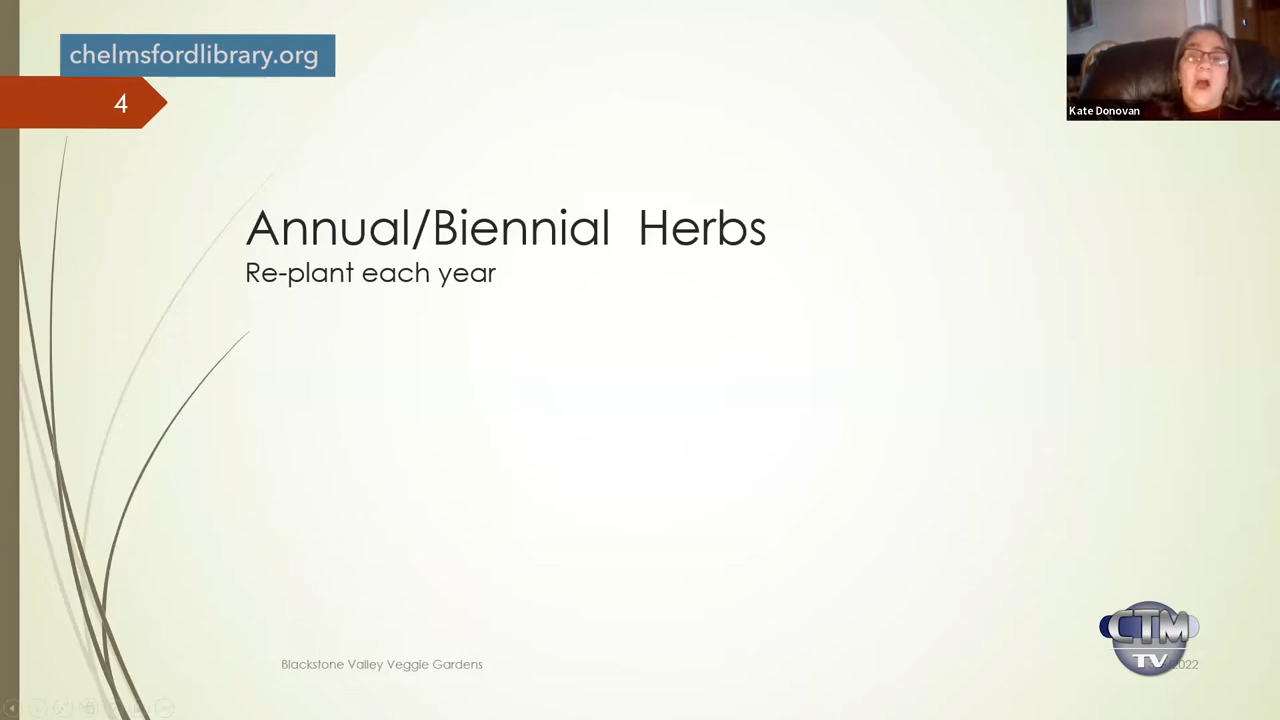 chelmsfordlibrary.org
Kate Donovan
4
Annual/Biennial Herbs
Re-plant each year
Blackstone Valley Veggie Gardens
CTM
TV
2022